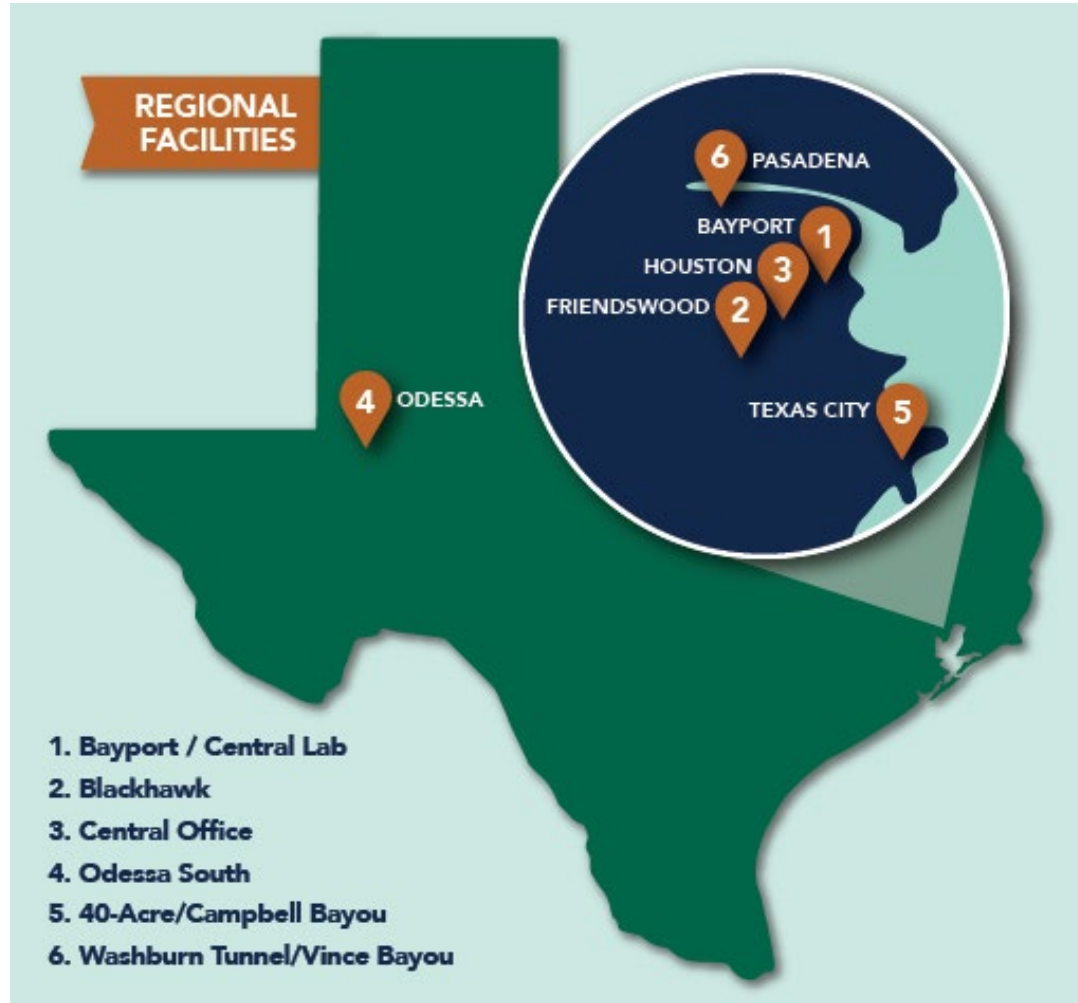 REGIONAL
FACILITIES
6 PASADENA
BAYPORT 1
HOUSTON 3
FRIENDSWOOD 2
4 ODESSA
TEXAS CITY 5
1. Bayport / Central Lab
2. Blackhawk
3. Central Office
4. Odessa South
5. 40-Acre/Campbell Bayou
6. Washburn Tunnel/Vince Bayou